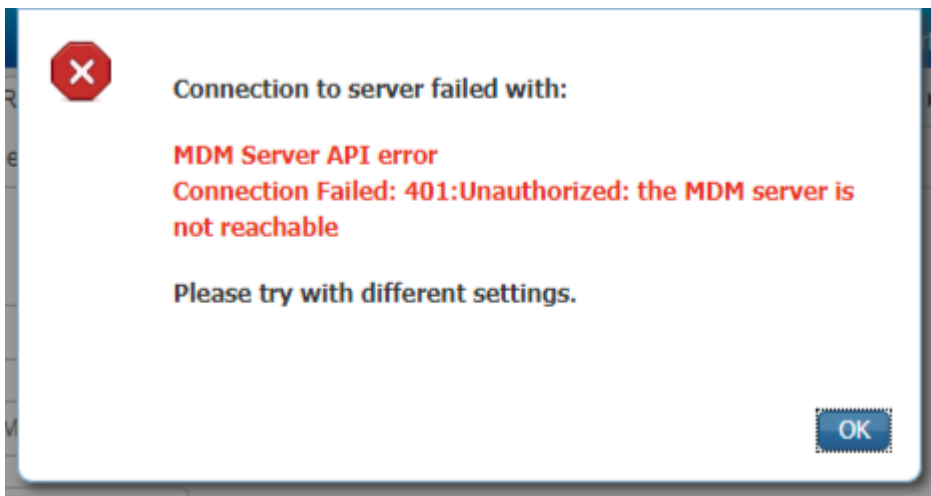 Connection to server failed with:
MDM Server API error
Connection Failed: 401:Unauthorized: the MDM server is
not reachable
Please try with different settings.
OK